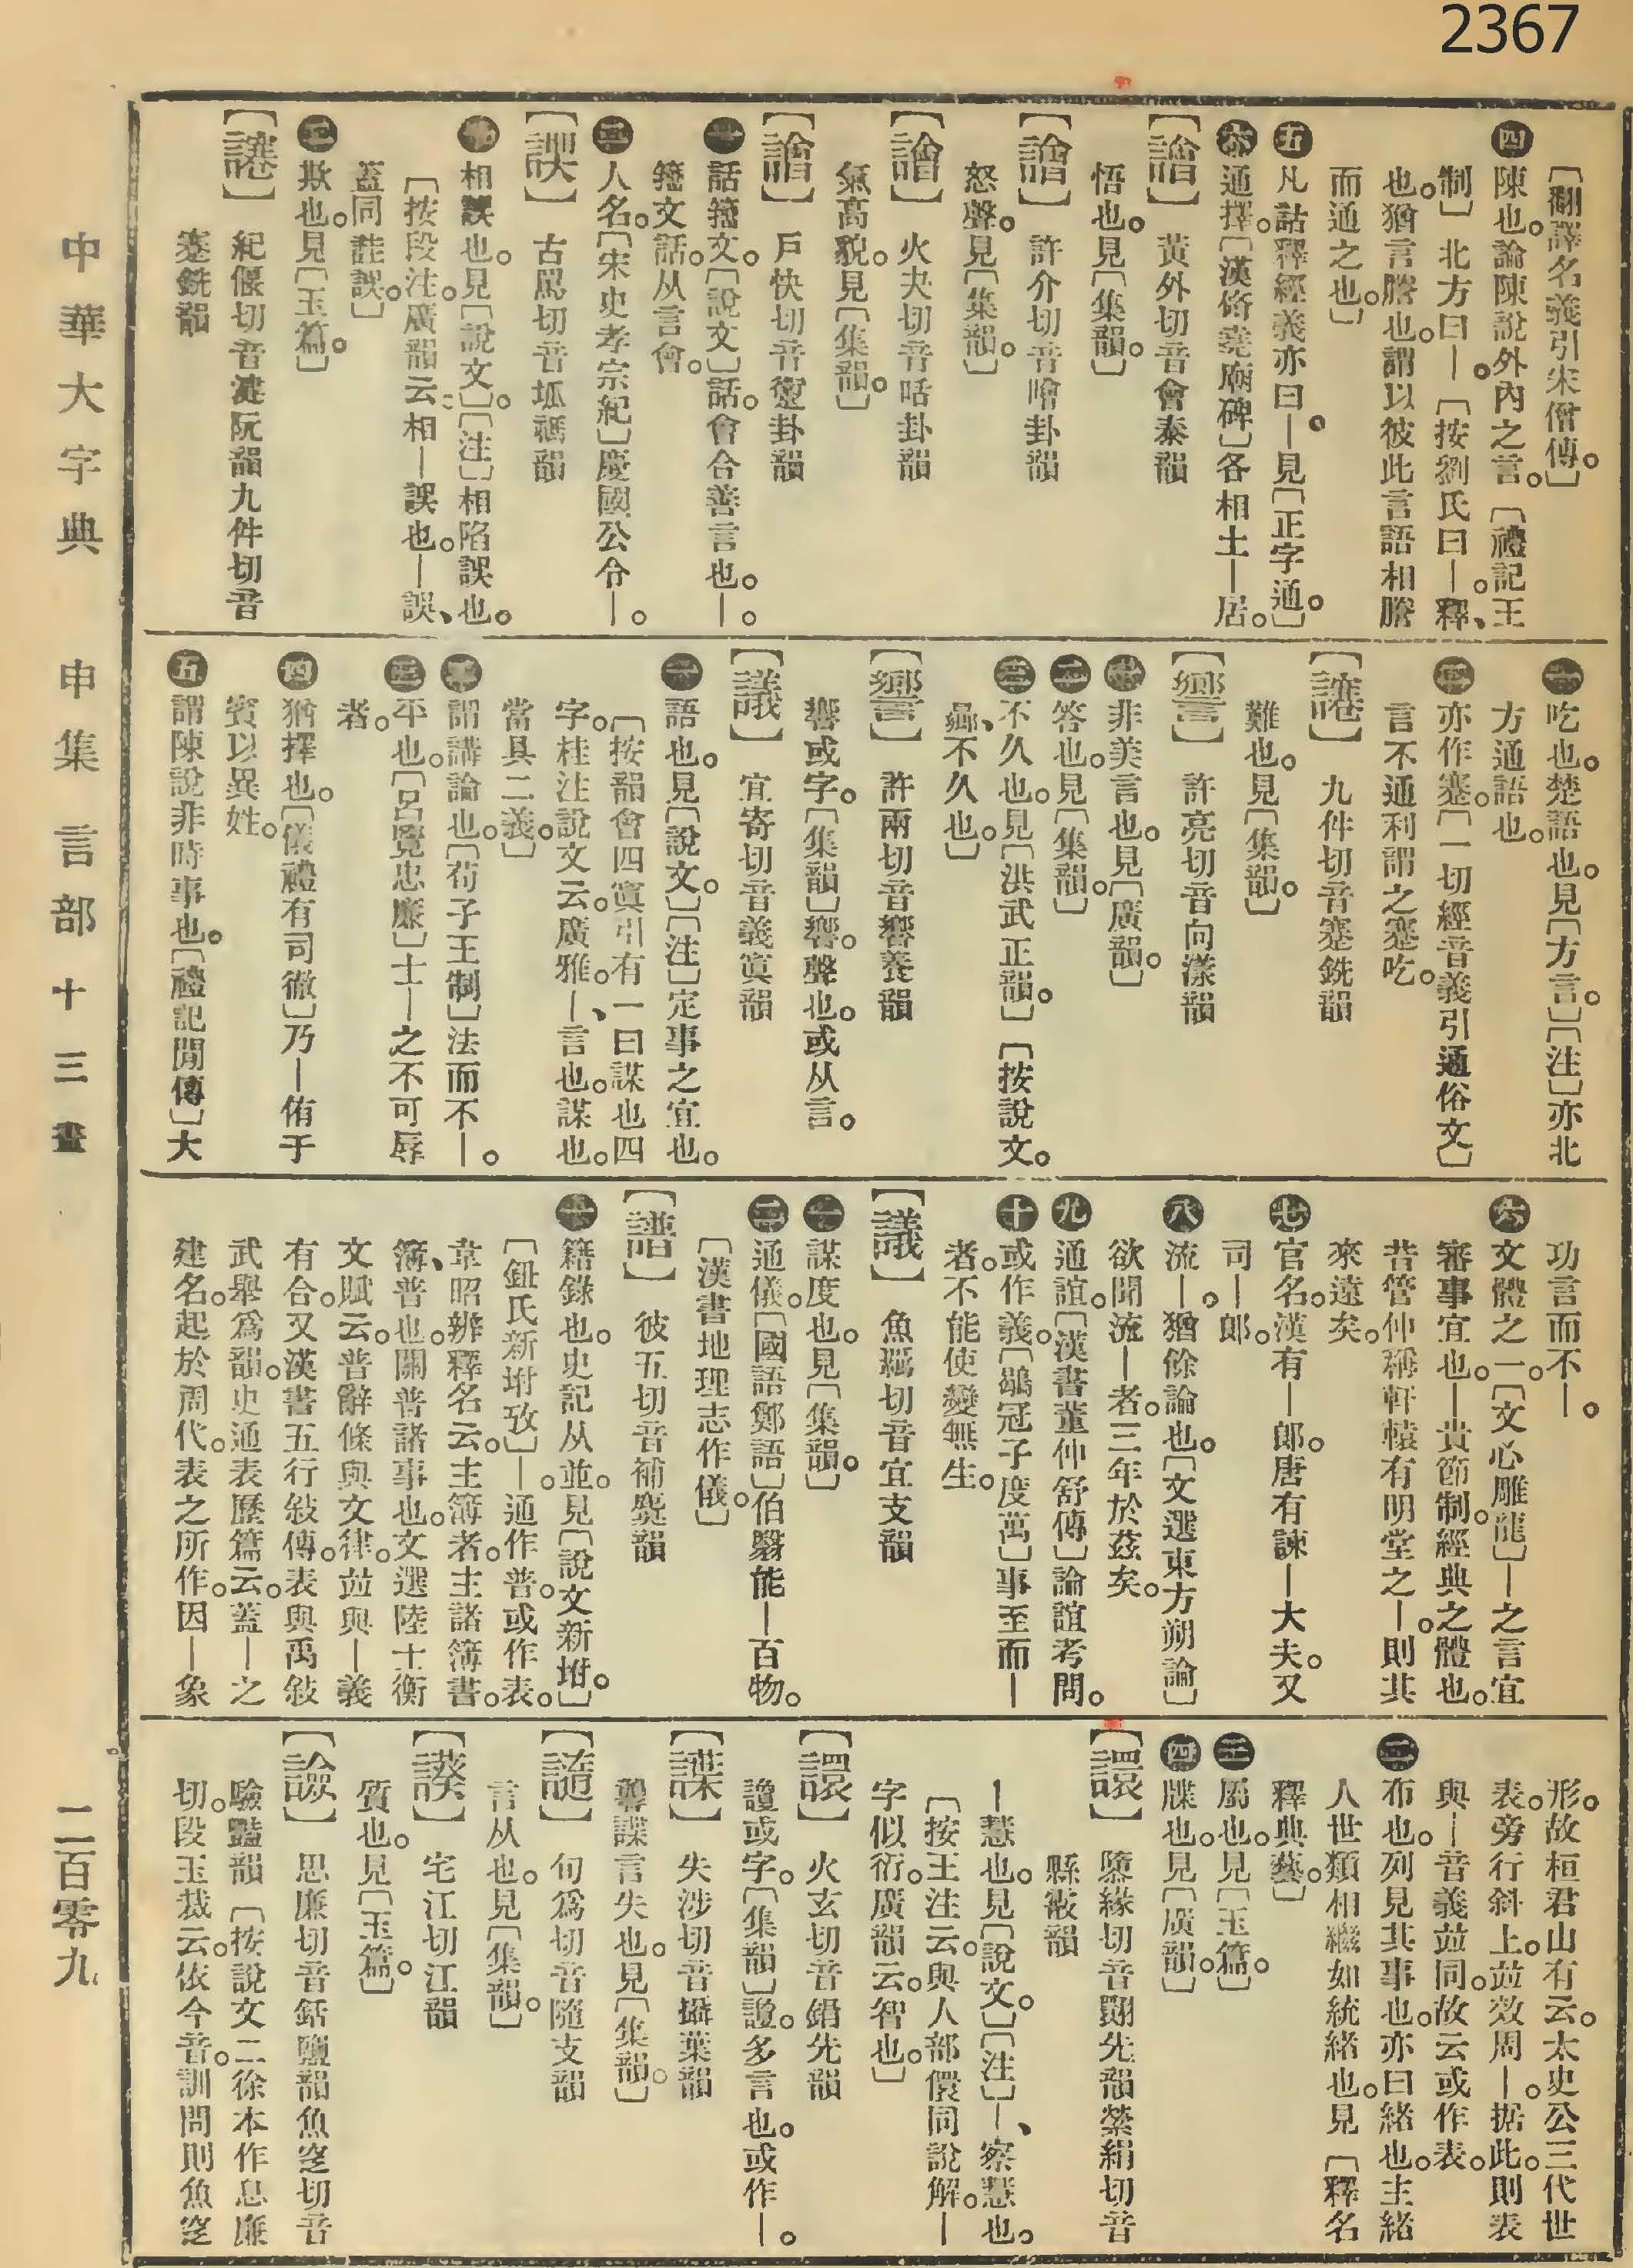 2367
〔翻譯名義引宋僧傳。〕
四陳也。論陳說外內之言。〔禮記王
制〕北方曰｜。〔按劉氏曰｜。釋、
也。猶言謄也。謂以彼此言語相謄
而通之也。〕
五凡詁釋經義亦曰｜。見〔正字通。〕
六通擇。〔漢脩堯廟碑〕各相土｜居。
〔譮〕黃外切音會泰韻
悟也。見〔集韻。〕
〔譮〕許介切音噲卦韻
怒聲。見〔集韻。〕
〔譮〕火夬切音咶卦韻
氣高貌。見〔集韻。〕
〔譮〕戶快切音躗卦韻
一話籀文。〔說文〕話。會合善言也。｜。
籀文話。从言會。
二人名。〔宋史孝宗紀〕慶國公令｜。
〔䛯〕古駡切音坬禡韻
一相誤也。見〔說文。〕〔注〕相陷誤也。
〔按段注。廣韻云相｜誤也。｜誤、
蓋同詿誤。〕
二欺也。見〔玉篇。〕
〔𧬯〕紀偃切音湕阮韻九件切音
蹇銑韻
一吃也。楚語也。見〔方言。〕〔注〕亦北
方通語也。
二亦作謇。〔一切經音義引通俗文〕
言不通利謂之謇吃。
〔𧬯〕九件切音蹇銑韻
難也。見〔集韻。〕
〔響〕許亮切音向漾韻
一非美言也。見〔廣韻。〕
二答也。見〔集韻。〕
三不久也。見〔洪武正韻。〕〔按說文。
曏、不久也。〕
〔響〕許兩切音響養韻
響或字。〔集韻〕響。聲也。或从言。
〔議〕宜寄切音義寘韻
一語也。見〔說文。〕〔注〕定事之宜也。
〔按韻會四寘引有一曰謀也四
字。桂注說文云。廣雅。｜、言也。謀也。
當具二義。〕
二謂講論也。〔荀子王制〕法而不｜。
三平也。〔呂覽忠廉〕士｜之不可辱
者。
四猶擇也。〔儀禮有司徹〕乃｜侑于
賓以異姓。
五謂陳說非時事也。〔禮記閒傳〕大
功言而不｜。
六文體之一。〔文心雕龍〕｜之言宜
審事宜也。｜貴節制。經典之體也。
昔管仲稱軒轅有明堂之｜。則其
來遠矣。
七官名。漢有｜郎。唐有諫｜大夫。又
司｜郎。
八流｜。猶餘論也。〔文選東方朔論〕
欲聞流｜者。三年於茲矣。
九通誼。〔漢書董仲舒傳〕論誼考問。
十或作義。〔鶡冠子度萬〕事至而｜
者。不能使變無生。
〔議〕魚羈切音宜支韻
一謀度也。見〔集韻。〕
二通儀。〔國語鄭語〕伯翳能｜百物。
〔漢書地理志作儀。〕
〔譜〕彼五切音補麌韻
一籍錄也。史記从並。見〔說文新坿。〕
〔鈕氏新坿攷〕｜。通作普。或作表。
韋昭辨釋名云。主簿者。主諸簿書。
簿、普也。關普諸事也。文選陸士衡
文賦云。普辭條與文律。竝與｜義
有合。又漢書五行敍傳。表與禹敍
武舉爲韻。史通表歷篇云。蓋｜之
建名。起於周代。表之所作。因｜象
形。故桓君山有云。太史公三代世
表。旁行斜上。竝效周｜。据此。則表
與｜音義竝同。故云或作表。
二布也。列見其事也。亦曰緒也。主緒
人世類相繼如統緒也。見〔釋名
釋典藝。〕
三屬也。見〔玉篇。〕
四牒也。見〔廣韻。〕
〔譞〕隳緣切音翾先韻縈絹切音
縣霰韻
｜慧也。見〔說文。〕〔注〕｜、察慧也。
〔按王注云。與人部儇同說解。｜
字似衍。廣韻云。智也。〕
〔譞〕火玄切音鋗先韻
諼或字。〔集韻〕諼。多言也。或作｜。
〔䜓〕失涉切音攝葉韻
䜓言失也。見〔集韻。〕
〔䜐〕旬爲切音隨支韻
言从也。見〔集韻。〕
宅江切江韻
質也。見〔玉篇。〕
〔譣〕思廉切音銛鹽韻魚窆切音
驗豔韻〔按說文二徐本作息廉
切。段玉裁云。依今音。訓問則魚窆
中華大字典　申集　言部　十三畫　二百零九